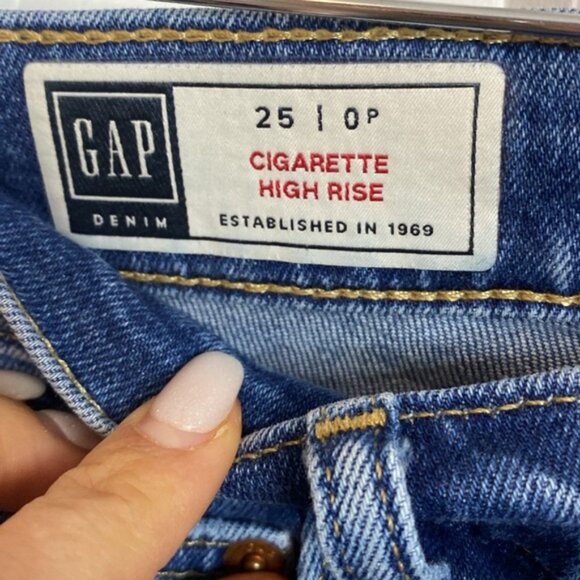 GAP
DENIM
25 | 0P
CIGARETTE
HIGH RISE
ESTABLISHED IN 1969